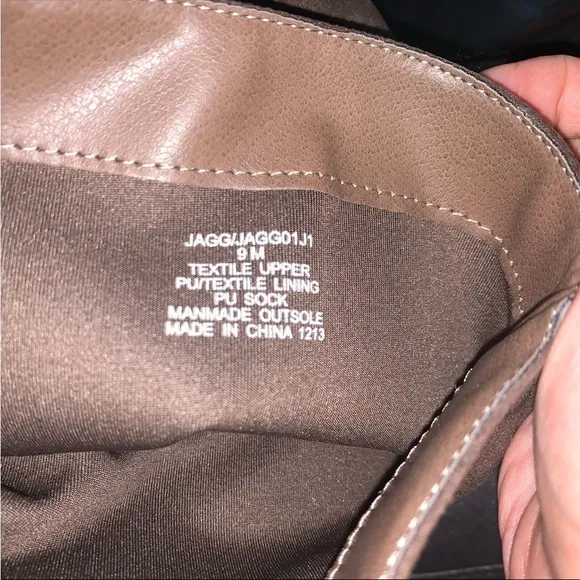 JAGG/JAGG01J1
9 M
TEXTILE UPPER
PU/TEXTILE LINING
PU SOCK
MANMADE OUTSOLE
MADE IN CHINA 1213